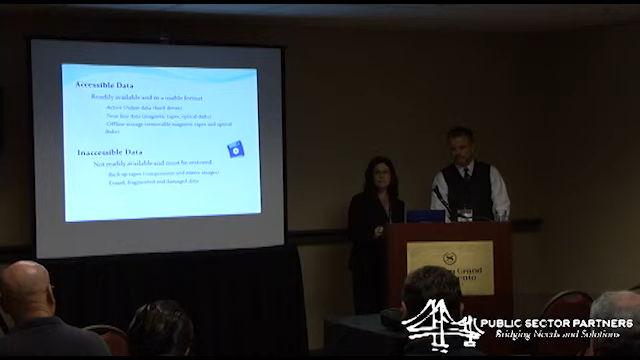 Accessible Data
Readily available and in a usable format
Active Online data (hard drives)
Near line data (magnetic tapes, optical disks)
Offline storage (removable magnetic tapes and optical
disks)
Inaccessible Data
Not readily available and must be restored
Back up tapes (compression and mirror images)
Erased, fragmented and damaged data
Grand
PUBLIC SECTOR PARTNERS
Bridging Needs and Solutions